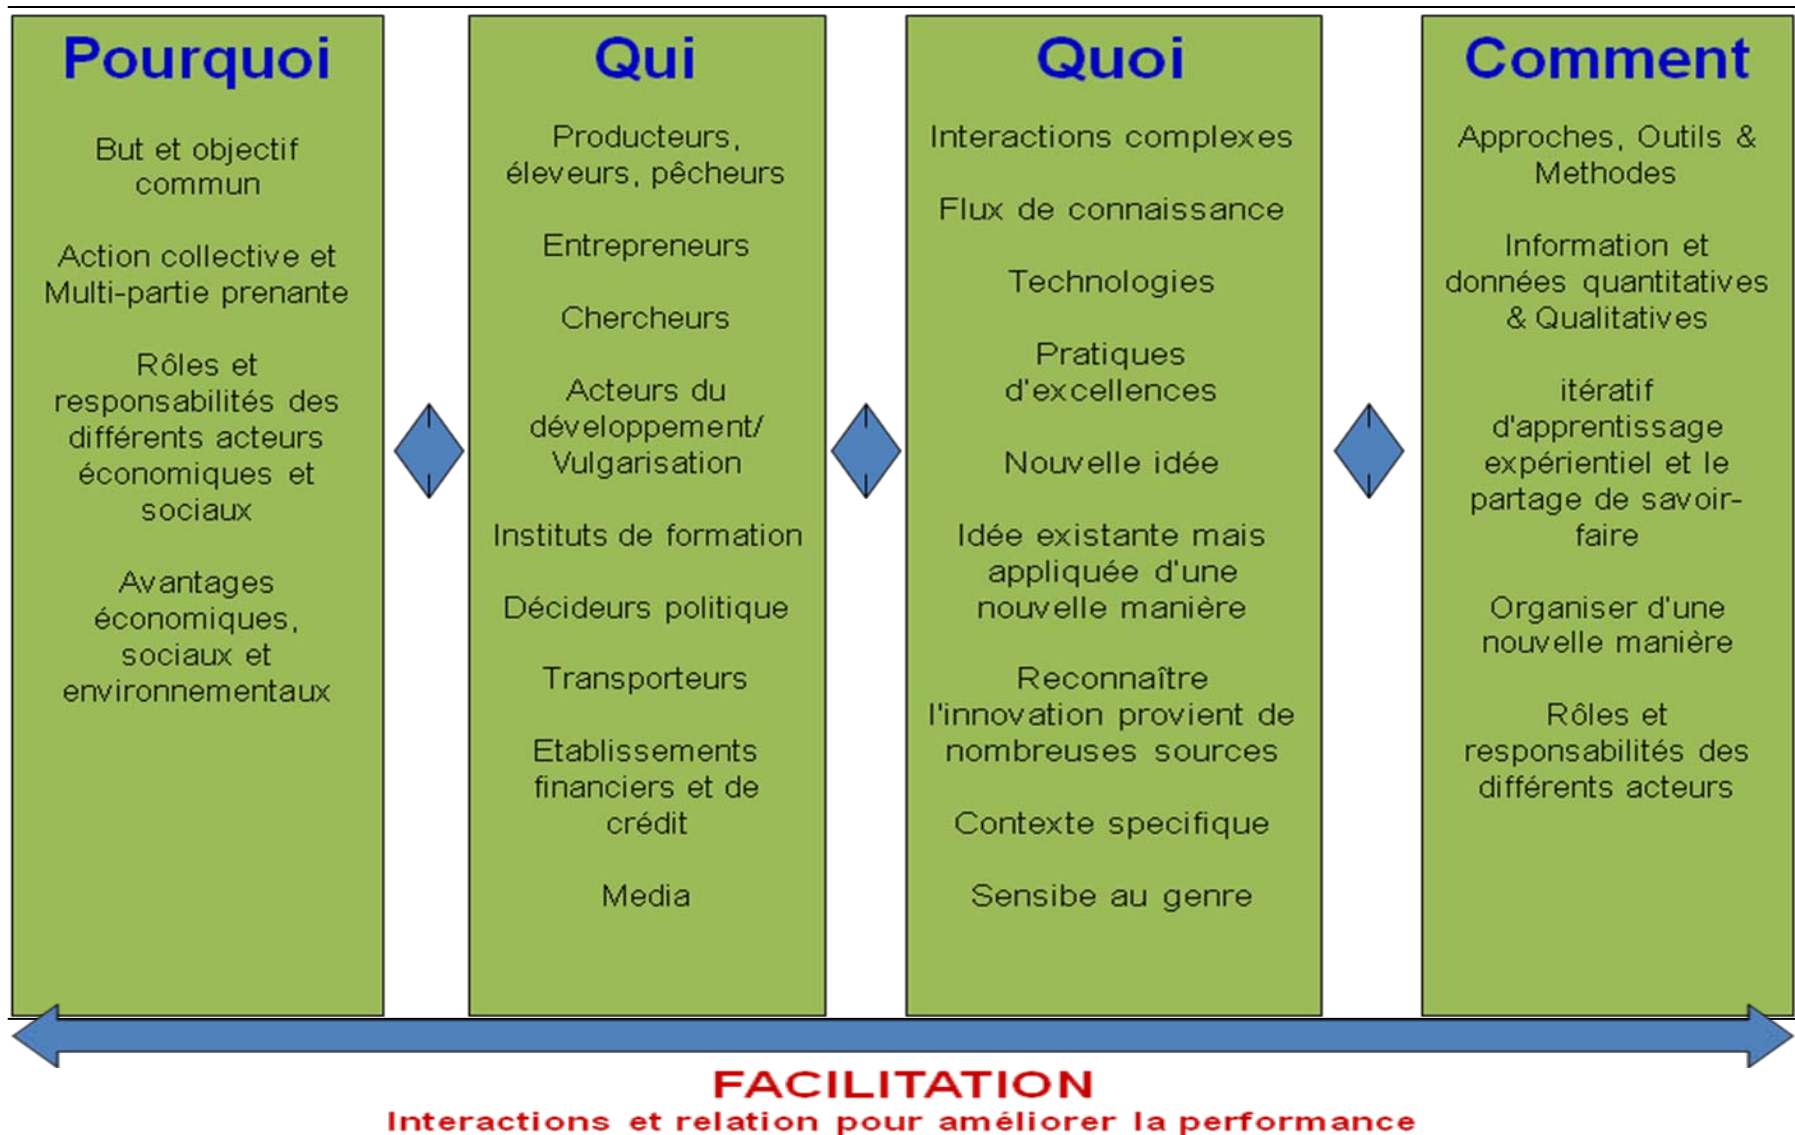 Pourquoi
But et objectif
commun
Action collective et
Multi-partie prenante
Rôles et
responsabilités des
différents acteurs
économiques et
sociaux
Avantages
économiques,
sociaux et
environnementaux
Qui
Producteurs,
éleveurs, pêcheurs
Entrepreneurs
Chercheurs
Acteurs du
développement/
Vulgarisation
Instituts de formation
Décideurs politique
Transporteurs
Etablissements
financiers et de
crédit
Media
Quoi
Interactions complexes
Flux de connaissance
Technologies
Pratiques
d'excellences
Nouvelle idée
Idée existante mais
appliquée d'une
nouvelle manière
Reconnaître
l'innovation provient de
nombreuses sources
Contexte specifique
Sensibe au genre
Comment
Approches, Outils &
Methodes
Information et
données quantitatives
& Qualitatives
itératif
d'apprentissage
expérientiel et le
partage de savoir-
faire
Organiser d'une
nouvelle manière
Rôles et
responsabilités des
différents acteurs
FACILITATION
Interactions et relation pour améliorer la performance